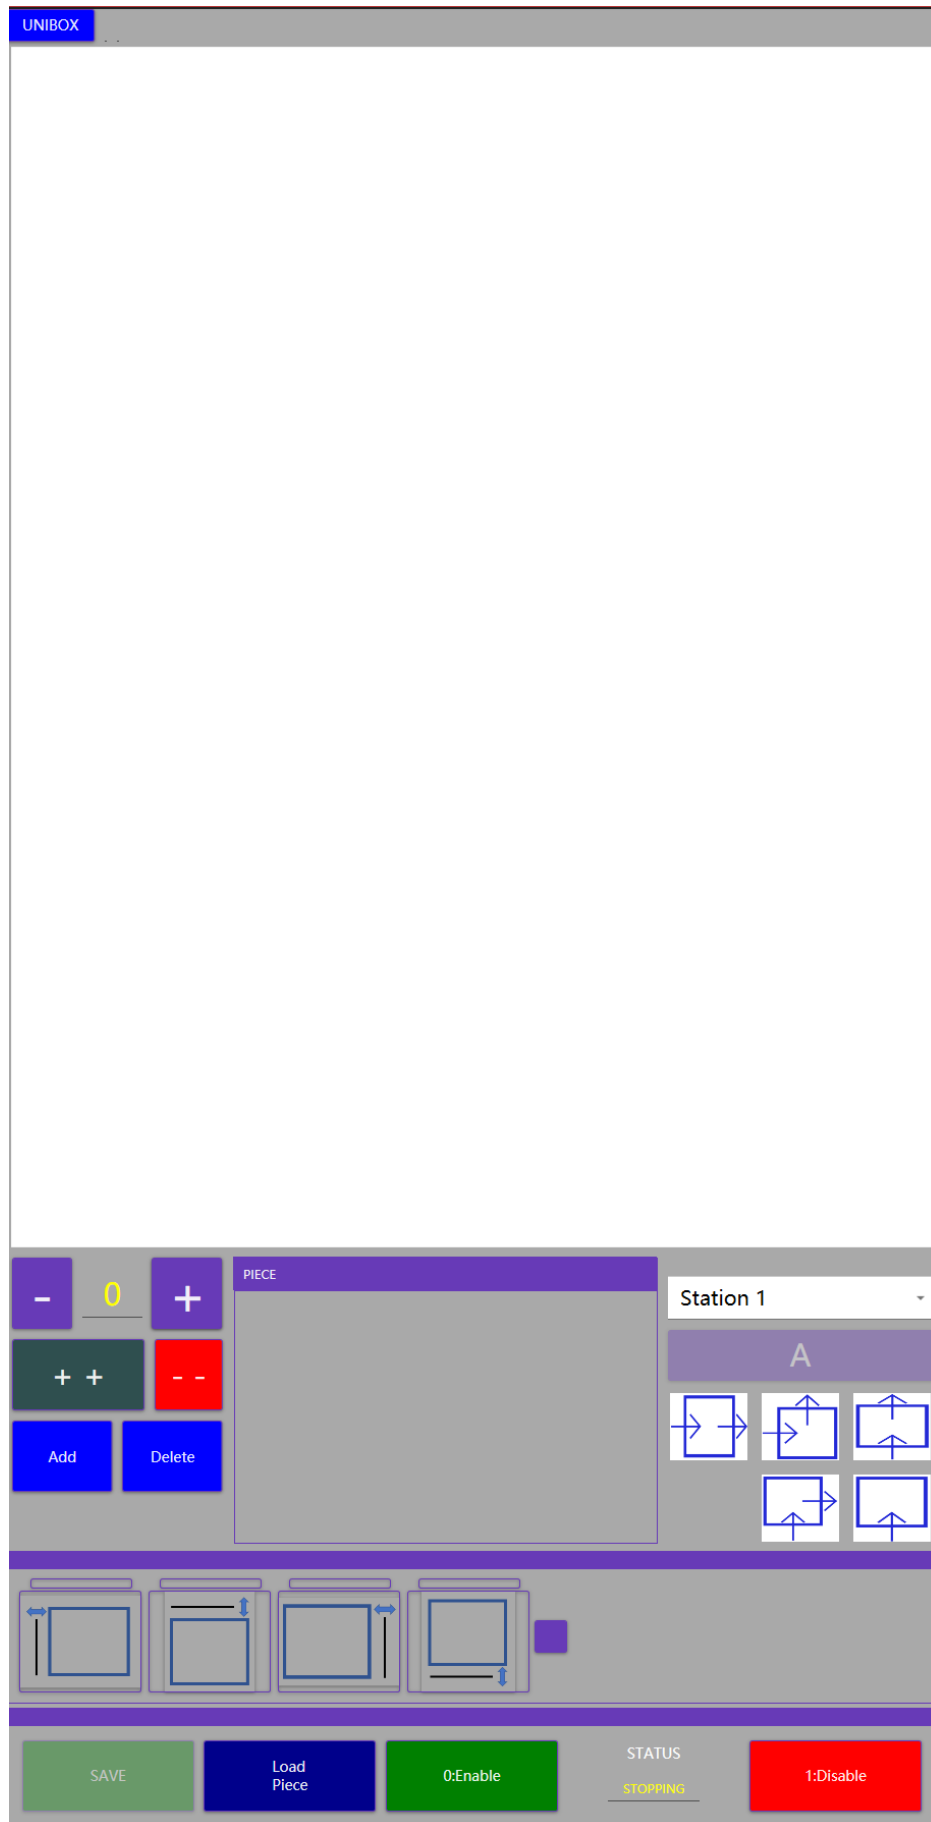 UNIBOX
. .
- 0 +
PIECE
Station 1
+ +
- -
A
Add
Delete
SAVE
Load
Piece
0:Enable
STATUS
STOPPING
1:Disable